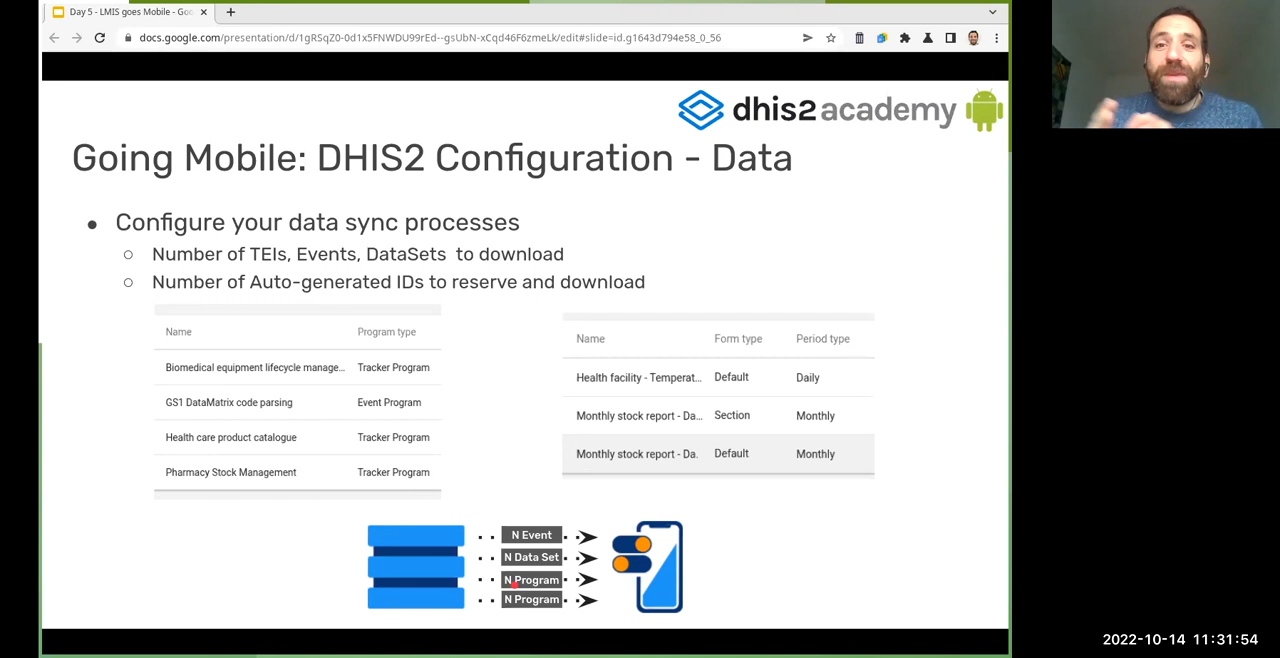 Day 5 - LMIS goes Mobile - Goo
docs.google.com/presentation/d/1gRSqZ0-0d1x5FNWDU99rEd--gsUbN-xCqd46F6zmeLk/edit#slide=id.g1643d794e58_0_56
dhis2 academy
Going Mobile: DHIS2 Configuration - Data
● Configure your data sync processes
○ Number of TEIs, Events, DataSets to download
○ Number of Auto-generated IDs to reserve and download
Name Program type
Biomedical equipment lifecycle manage... Tracker Program
GS1 DataMatrix code parsing Event Program
Health care product catalogue Tracker Program
Pharmacy Stock Management Tracker Program
Name Form type Period type
Health facility - Temperat... Default Daily
Monthly stock report - Da... Section Monthly
Monthly stock report - Da. Default Monthly
N Event
N Data Set
N Program
N Program
2022-10-14 11:31:54